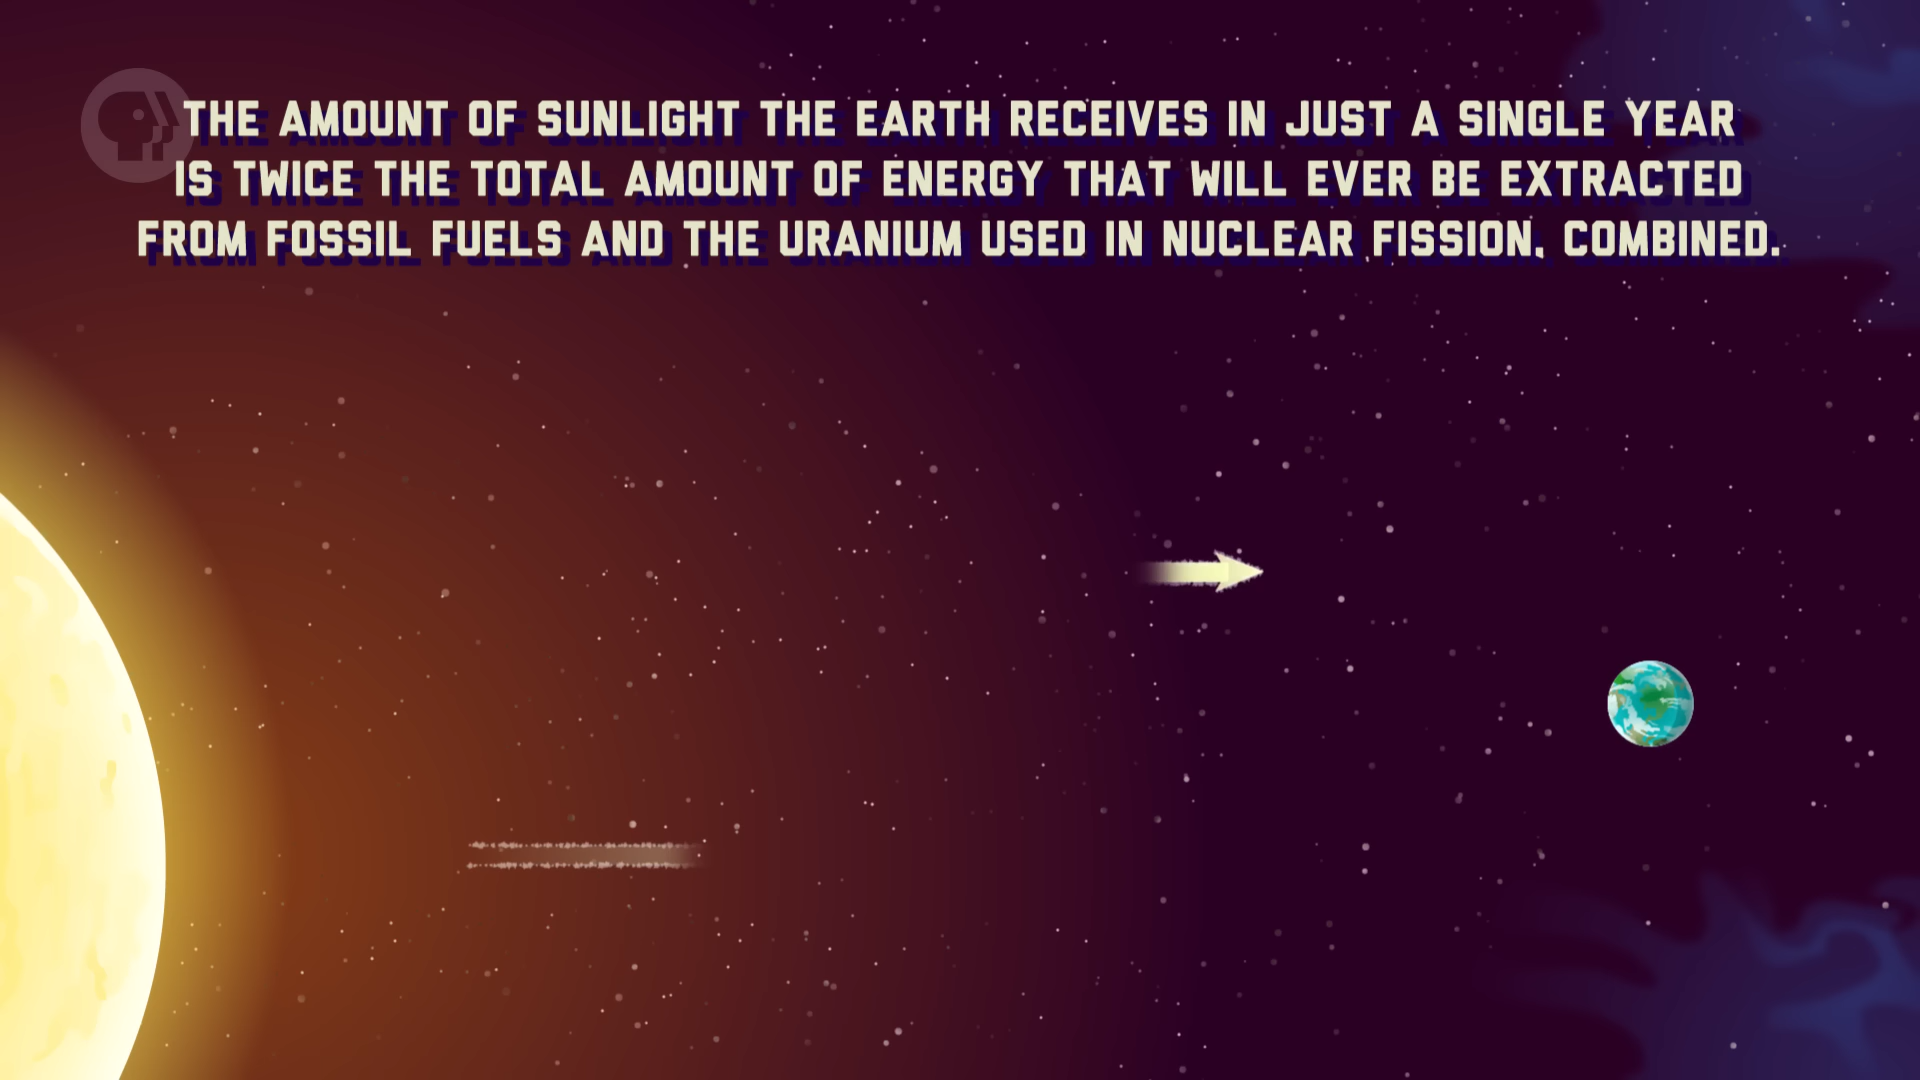 THE AMOUNT OF SUNLIGHT THE EARTH RECEIVES IN JUST A SINGLE YEAR
IS TWICE THE TOTAL AMOUNT OF ENERGY THAT WILL EVER BE EXTRACTED
FROM FOSSIL FUELS AND THE URANIUM USED IN NUCLEAR FISSION, COMBINED.